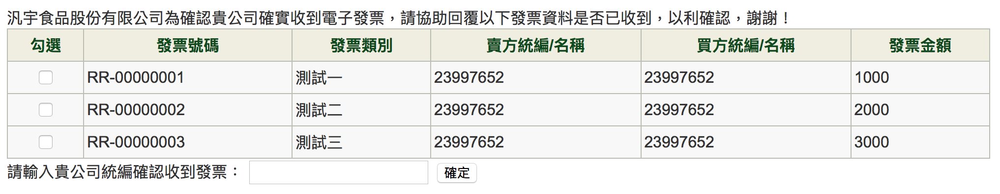 汎宇食品股份有限公司為確認貴公司確實收到電子發票，請協助回覆以下發票資料是否已收到，以利確認，謝謝！
勾選 發票號碼 發票類別 賣方統編/名稱 買方統編/名稱 發票金額
RR-00000001 測試一 23997652 23997652 1000
RR-00000002 測試二 23997652 23997652 2000
RR-00000003 測試三 23997652 23997652 3000
請輸入貴公司統編確認收到發票： 確定